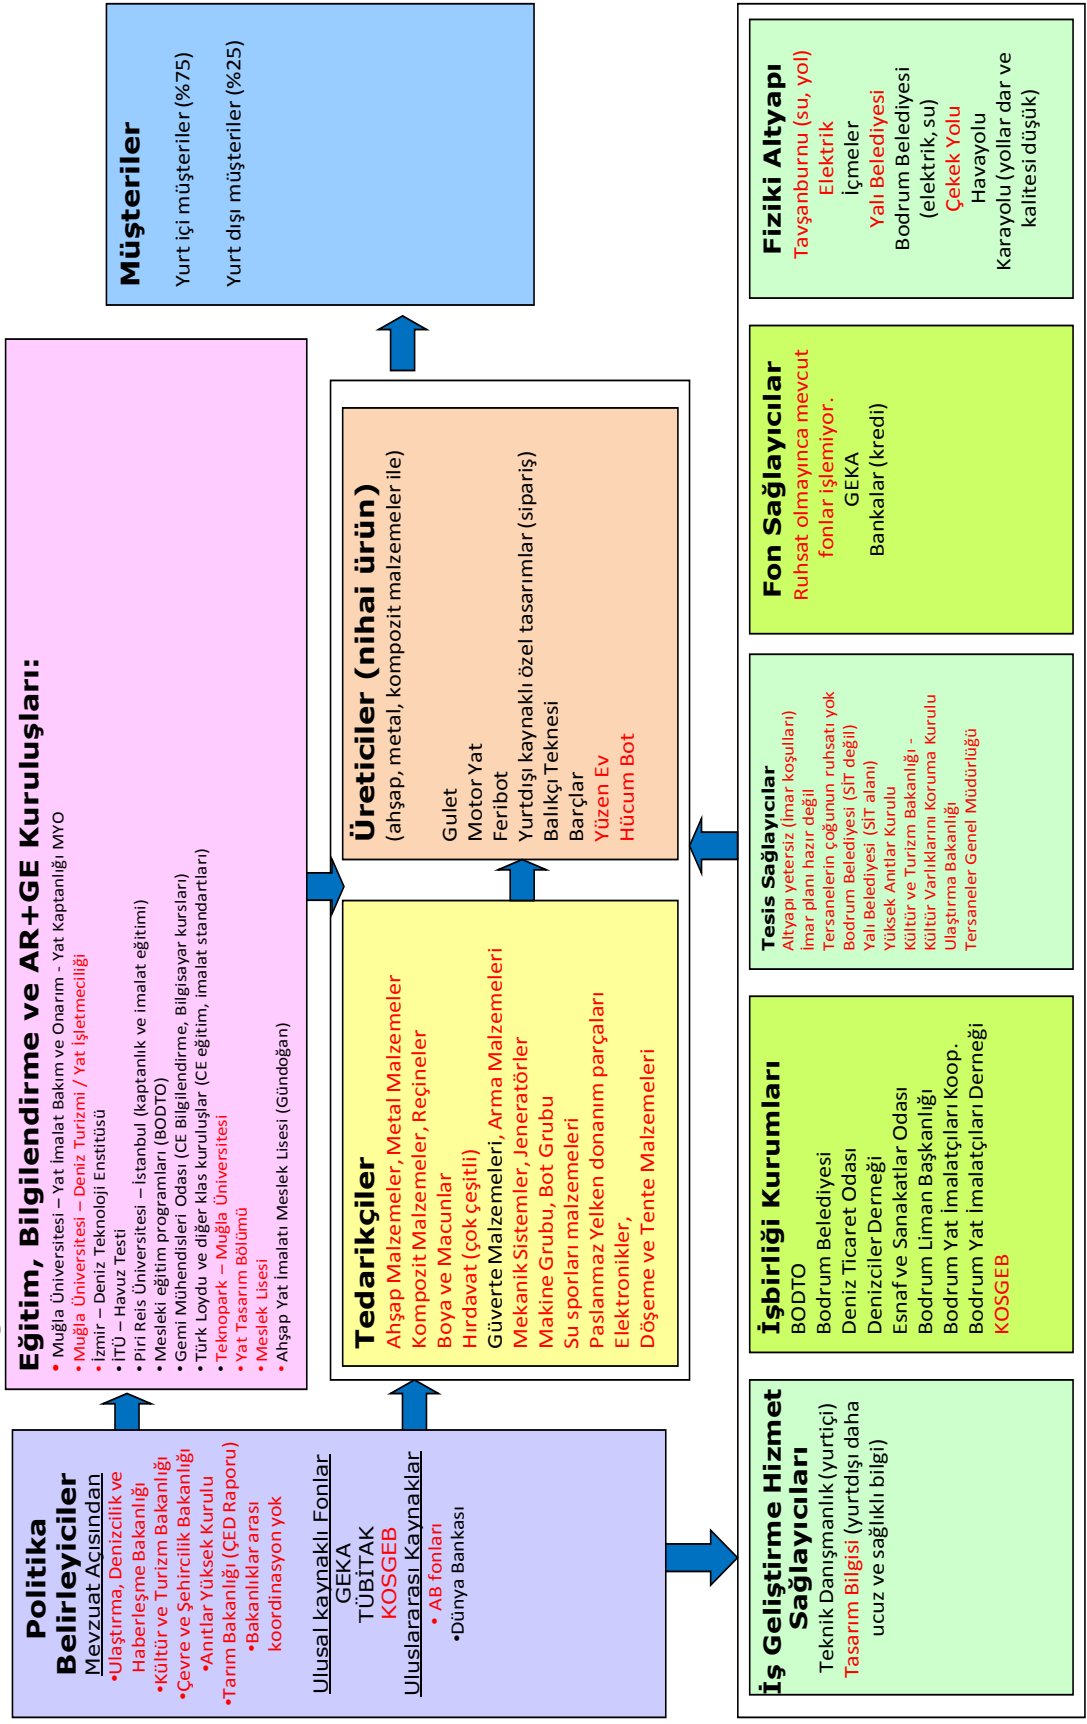 Politika
Belirleyiciler
Mevzuat Açısından
•Ulaştırma, Denizcilik ve
Haberleşme Bakanlığı
•Kültür ve Turizm Bakanlığı
•Çevre ve Şehircilik Bakanlığı
•Anıtlar Yüksek Kurulu
•Tarım Bakanlığı (ÇED Raporu)
•Bakanlıklar arası
koordinasyon yok
Ulusal kaynaklı Fonlar
GEKA
TÜBİTAK
KOSGEB
Uluslararası Kaynaklar
• AB fonları
•Dünya Bankası
Eğitim, Bilgilendirme ve AR+GE Kuruluşları:
• Muğla Üniversitesi – Yat İmalat Bakım ve Onarım - Yat Kaptanlığı MYO
• Muğla Üniversitesi – Deniz Turizmi / Yat İşletmeciliği
• İzmir – Deniz Teknoloji Enstitüsü
• İTÜ – Havuz Testi
• Piri Reis Üniversitesi – İstanbul (kaptanlık ve imalat eğitimi)
• Mesleki eğitim programları (BODTO)
• Gemi Mühendisleri Odası (CE Bilgilendirme, Bilgisayar kursları)
• Türk Loydu ve diğer klas kuruluşlar (CE eğitim, imalat standartları)
• Teknopark – Muğla Üniversitesi
• Yat Tasarım Bölümü
• Meslek Lisesi
• Ahşap Yat İmalatı Meslek Lisesi (Gündoğan)
Müşteriler
Yurt içi müşteriler (%75)
Yurt dışı müşteriler (%25)
Tedarikçiler
Ahşap Malzemeler, Metal Malzemeler
Kompozit Malzemeler, Reçineler
Boya ve Macunlar
Hırdavat (çok çeşitli)
Güverte Malzemeleri, Arma Malzemeleri
Mekanik Sistemler, Jeneratörler
Makine Grubu, Bot Grubu
Su sporları malzemeleri
Paslanmaz Yelken donanım parçaları
Elektronikler,
Döşeme ve Tente Malzemeleri
Üreticiler (nihai ürün)
(ahşap, metal, kompozit malzemeler ile)
Gulet
Motor Yat
Feribot
Yurtdışı kaynaklı özel tasarımlar (sipariş)
Balıkçı Teknesi
Barçlar
Yüzen Ev
Hücum Bot
İş Geliştirme Hizmet
Sağlayıcıları
Teknik Danışmanlık (yurtiçi)
Tasarım Bilgisi (yurtdışı daha
ucuz ve sağlıklı bilgi)
İşbirliği Kurumları
BODTO
Bodrum Belediyesi
Deniz Ticaret Odası
Denizciler Derneği
Esnaf ve Sanakatlar Odası
Bodrum Liman Başkanlığı
Bodrum Yat İmalatçıları Koop.
Bodrum Yat İmalatçıları Derneği
KOSGEB
Tesis Sağlayıcılar
Altyapı yetersiz (İmar koşulları)
İmar planı hazır değil
Tersanelerin çoğunun ruhsatı yok
Bodrum Belediyesi (SİT değil)
Yalı Belediyesi (SİT alanı)
Yüksek Anıtlar Kurulu
Kültür ve Turizm Bakanlığı -
Kültür Varlıklarını Koruma Kurulu
Ulaştırma Bakanlığı
Tersaneler Genel Müdürlüğü
Fon Sağlayıcılar
Ruhsat olmayınca mevcut
fonlar işlemiyor.
GEKA
Bankalar (kredi)
Fiziki Altyapı
Tavşanburnu (su, yol)
Elektrik
İçmeler
Yalı Belediyesi
Bodrum Belediyesi
(elektrik, su)
Çekek Yolu
Havayolu
Karayolu (yollar dar ve
kalitesi düşük)